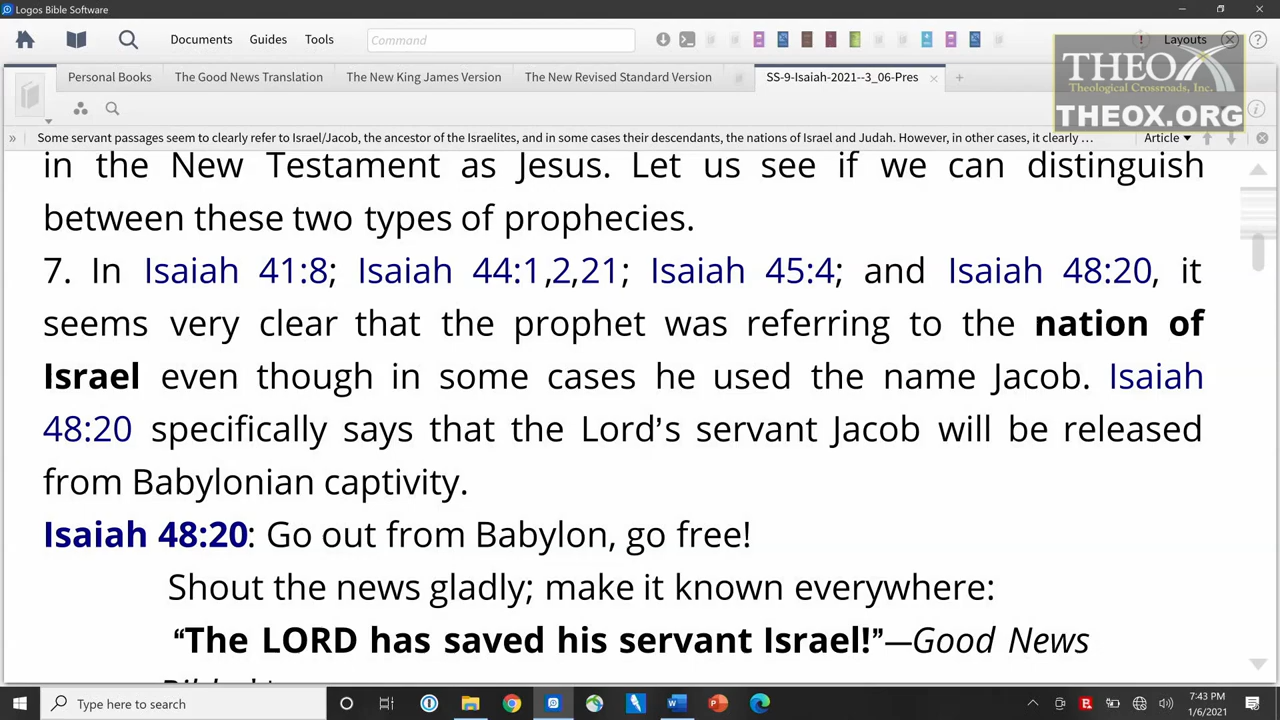 Logos Bible Software
Documents Guides Tools Command Layouts
Personal Books The Good News Translation The New King James Version The New Revised Standard Version SS-9-Isaiah-2021--3_06-Pres
THEOX
Theological Crossroads, Inc.
THEOX.ORG
Some servant passages seem to clearly refer to Israel/Jacob, the ancestor of the Israelites, and in some cases their descendants, the nations of Israel and Judah. However, in other cases, it clearly … Article
in the New Testament as Jesus. Let us see if we can distinguish
between these two types of prophecies.
7. In Isaiah 41:8; Isaiah 44:1,2,21; Isaiah 45:4; and Isaiah 48:20, it
seems very clear that the prophet was referring to the nation of
Israel even though in some cases he used the name Jacob. Isaiah
48:20 specifically says that the Lord’s servant Jacob will be released
from Babylonian captivity.
Isaiah 48:20: Go out from Babylon, go free!
Shout the news gladly; make it known everywhere:
“The LORD has saved his servant Israel!”—Good News
Type here to search
7:43 PM
1/6/2021